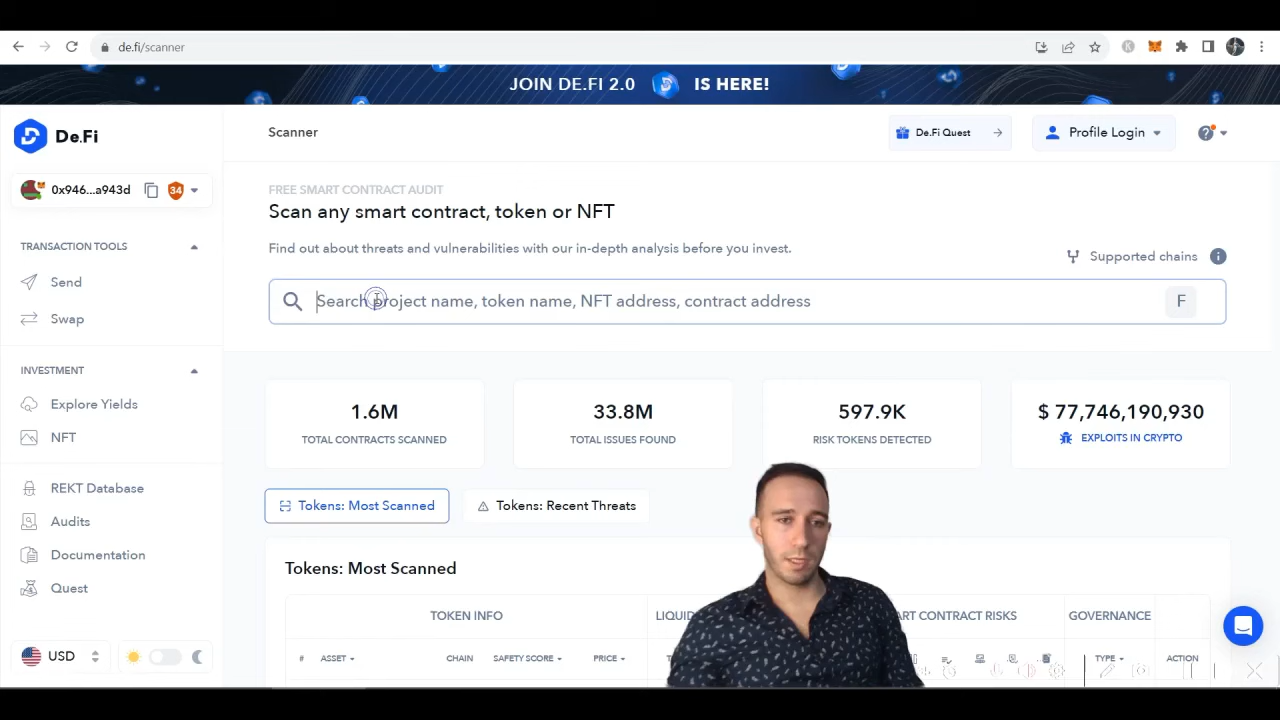 de.fi/scanner
JOIN DE.FI 2.0 IS HERE!
De.Fi
Scanner
De.Fi Quest
Profile Login
0x946...a943d
34
FREE SMART CONTRACT AUDIT
Scan any smart contract, token or NFT
Find out about threats and vulnerabilities with our in-depth analysis before you invest.
Supported chains
TRANSACTION TOOLS
Send
Swap
Search project name, token name, NFT address, contract address
F
INVESTMENT
Explore Yields
NFT
REKT Database
Audits
Documentation
Quest
USD
1.6M
TOTAL CONTRACTS SCANNED
33.8M
TOTAL ISSUES FOUND
597.9K
RISK TOKENS DETECTED
$ 77,746,190,930
EXPLOITS IN CRYPTO
Tokens: Most Scanned
Tokens: Recent Threats
Tokens: Most Scanned
TOKEN INFO
CONTRACT RISKS
GOVERNANCE
# ASSET CHAIN SAFETY SCORE PRICE
TYPE ACTION